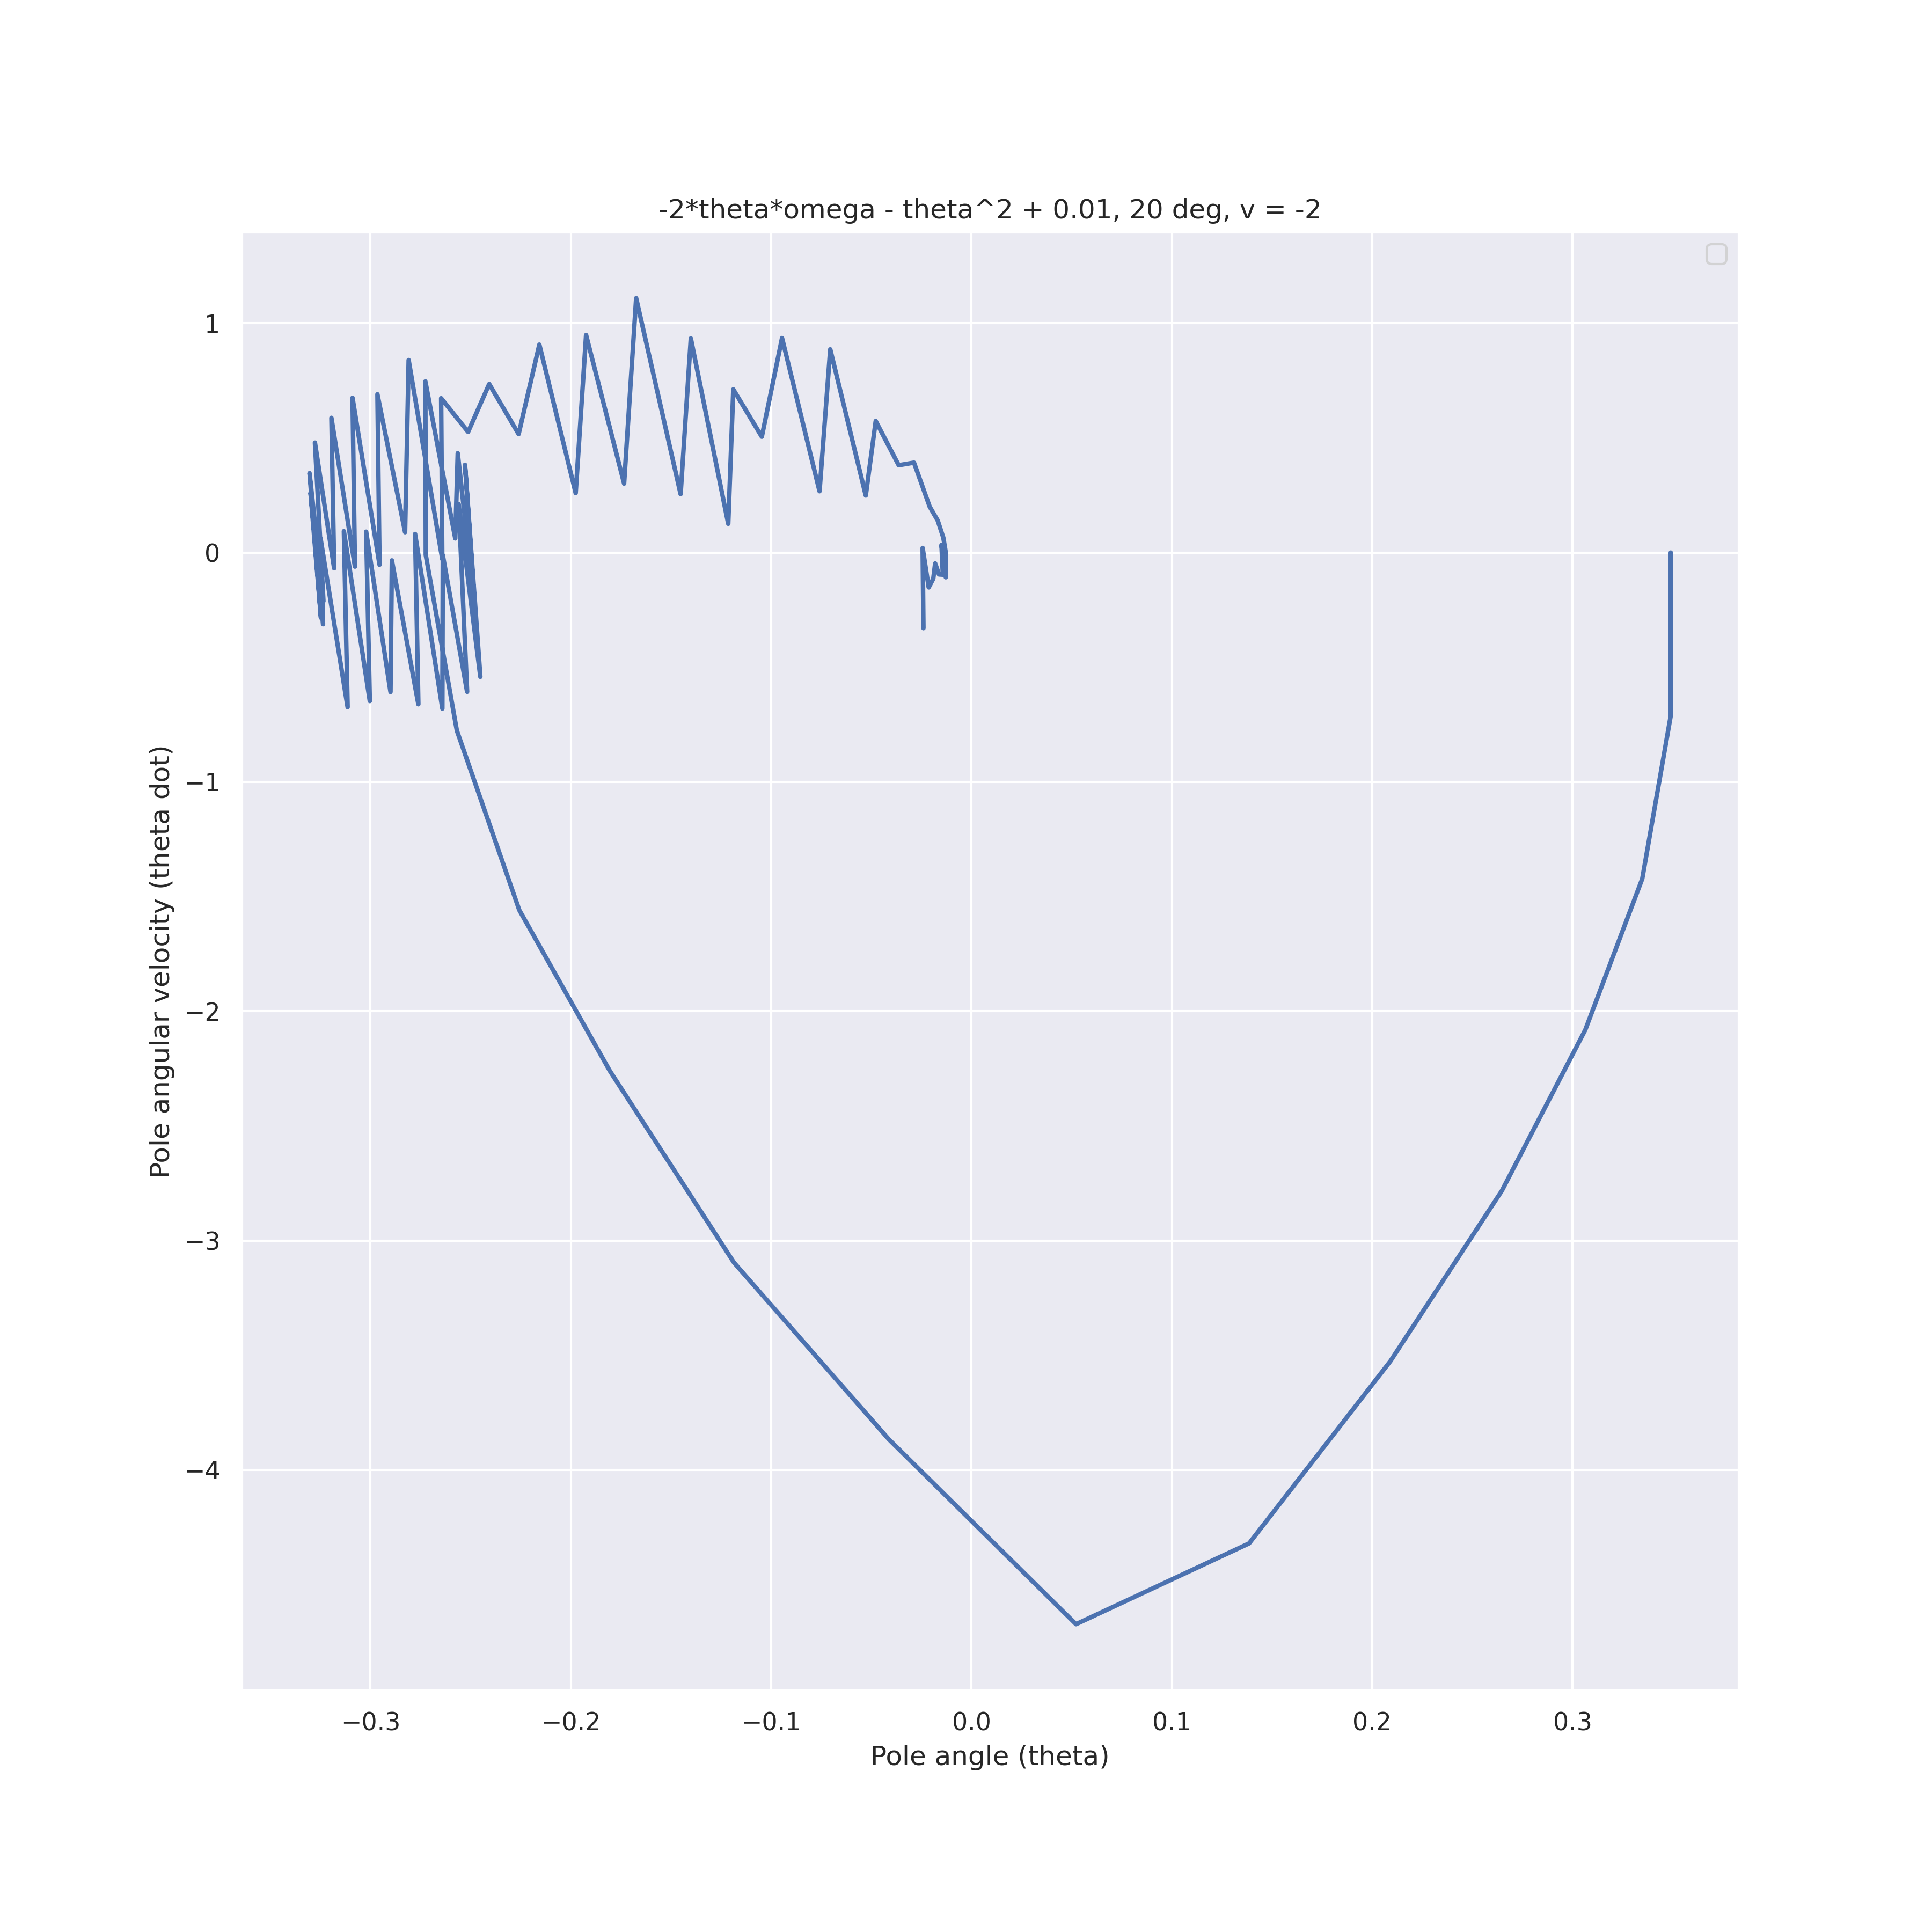 -2*theta*omega - theta^2 + 0.01, 20 deg, v = -2
1
0
−1
−2
−3
−4
Pole angular velocity (theta dot)
−0.3 −0.2 −0.1 0.0 0.1 0.2 0.3
Pole angle (theta)